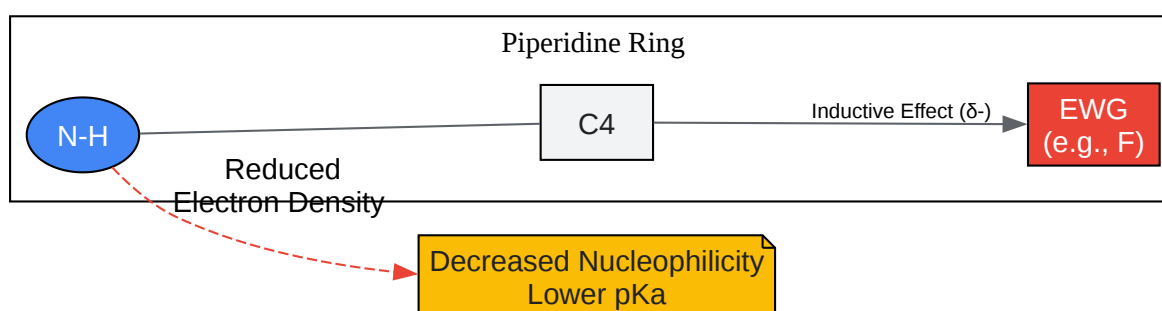 Piperidine Ring
N-H
C4
Inductive Effect (δ-)
EWG
(e.g., F)
Reduced
Electron Density
Decreased Nucleophilicity
Lower pKa